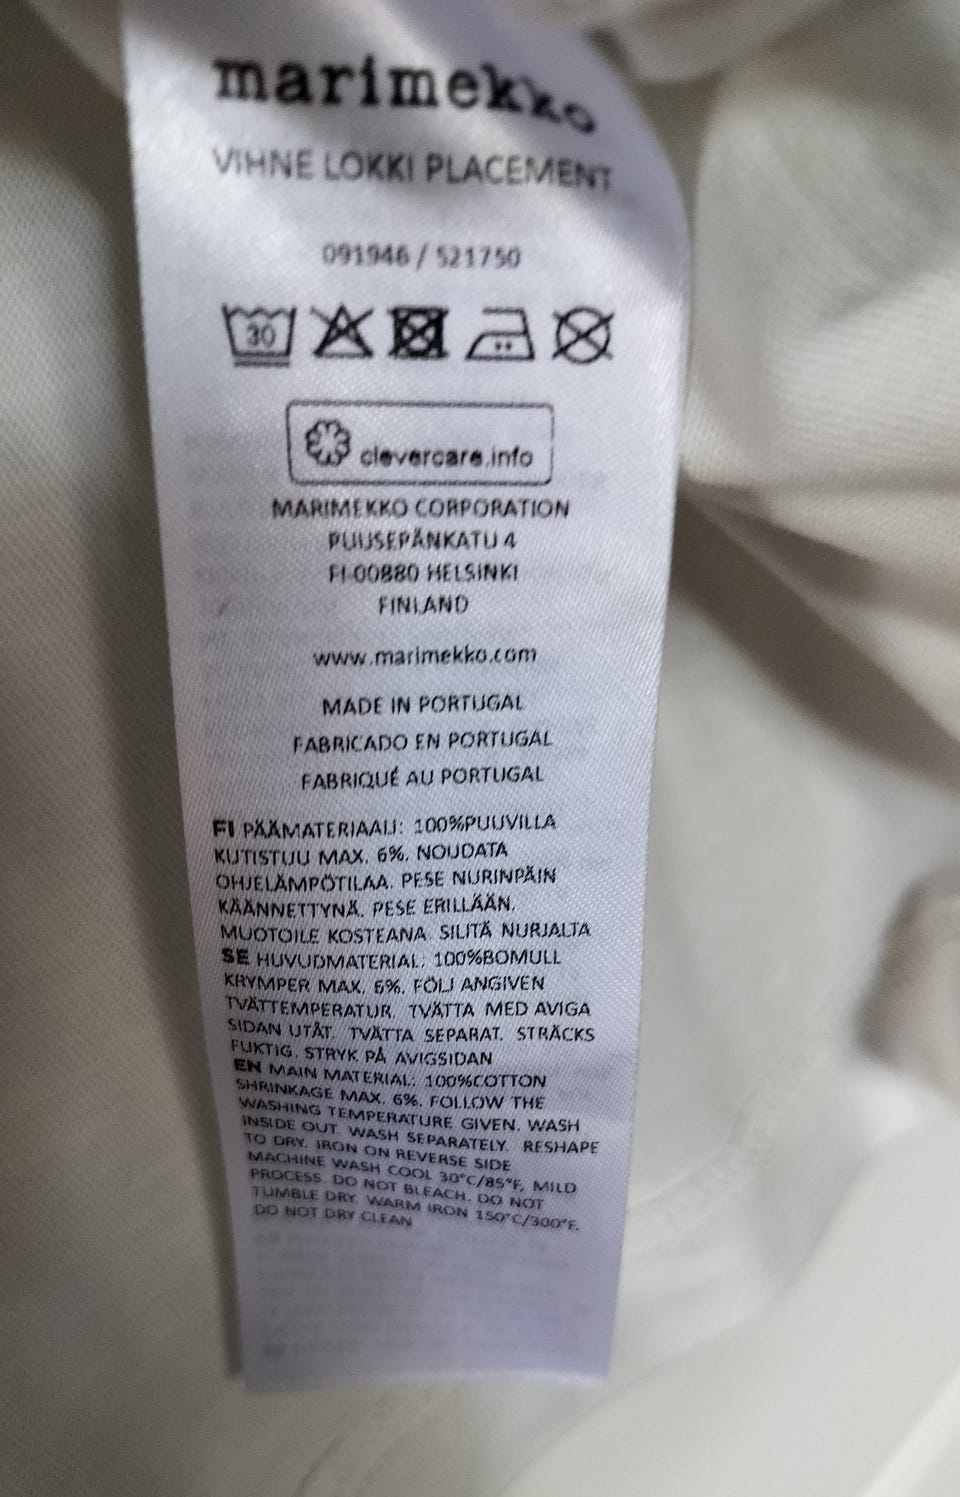 marimekko
VIHNE LOKKI PLACEMENT
091946 / 521750
30
clevercare.info
MARIMEKKO CORPORATION
PUUSEPÄNKATU 4
FI-00880 HELSINKI
FINLAND
www.marimekko.com
MADE IN PORTUGAL
FABRICADO EN PORTUGAL
FABRIQUÉ AU PORTUGAL
FI PÄÄMATERIAALI: 100%PUUVILLA
KUTISTUU MAX. 6%. NOUDATA
OHJELÄMPÖTILAA. PESE NURINPÄIN
KÄÄNNETTYNÄ. PESE ERILLÄÄN.
MUOTOILE KOSTEANA. SILITÄ NURJALTA
SE HUVUDMATERIAL: 100%BOMULL
KRYMPER MAX. 6%. FÖLJ ANGIVEN
TVÄTTEMPERATUR. TVÄTTA MED AVIGA
SIDAN UTÅT. TVÄTTA SEPARAT. STRÄCKS
FUKTIG. STRYK PÅ AVIGSIDAN
EN MAIN MATERIAL: 100%COTTON
SHRINKAGE MAX. 6%. FOLLOW THE
WASHING TEMPERATURE GIVEN. WASH
INSIDE OUT. WASH SEPARATELY. RESHAPE
TO DRY. IRON ON REVERSE SIDE
MACHINE WASH COOL 30°C/85°F, MILD
PROCESS. DO NOT BLEACH. DO NOT
TUMBLE DRY. WARM IRON 150°C/300°F.
DO NOT DRY CLEAN